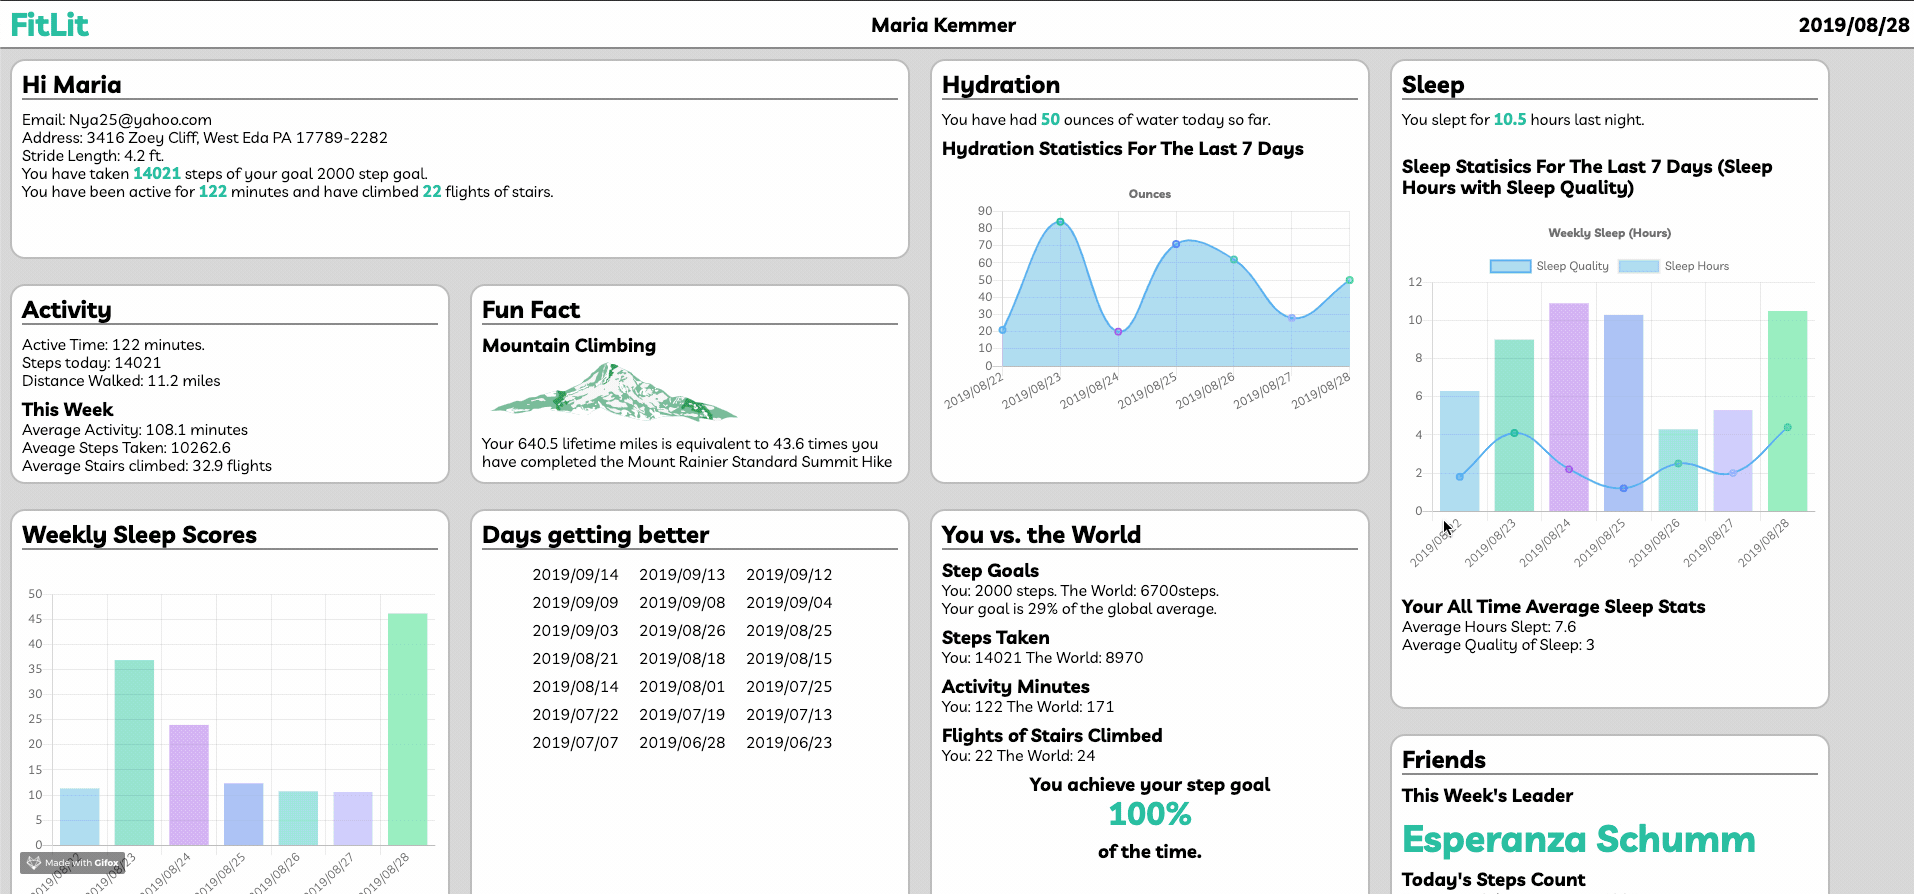 FitLit
Maria Kemmer
2019/08/28
Hi Maria
Email: Nya25@yahoo.com
Address: 3416 Zoey Cliff, West Eda PA 17789-2282
Stride Length: 4.2 ft.
You have taken 14021 steps of your goal 2000 step goal.
You have been active for 122 minutes and have climbed 22 flights of stairs.
Activity
Active Time: 122 minutes.
Steps today: 14021
Distance Walked: 11.2 miles
This Week
Average Activity: 108.1 minutes
Aveage Steps Taken: 10262.6
Average Stairs climbed: 32.9 flights
Fun Fact
Mountain Climbing
Your 640.5 lifetime miles is equivalent to 43.6 times you
have completed the Mount Rainier Standard Summit Hike
Hydration
You have had 50 ounces of water today so far.
Hydration Statistics For The Last 7 Days
Ounces
90
80
70
60
50
40
30
20
10
0
2019/08/22
2019/08/23
2019/08/24
2019/08/25
2019/08/26
2019/08/27
2019/08/28
Sleep
You slept for 10.5 hours last night.
Sleep Statisics For The Last 7 Days (Sleep
Hours with Sleep Quality)
Weekly Sleep (Hours)
Sleep Quality
Sleep Hours
12
10
8
6
4
2
0
2019/08/23
2019/08/24
2019/08/25
2019/08/26
2019/08/27
2019/08/28
Your All Time Average Sleep Stats
Average Hours Slept: 7.6
Average Quality of Sleep: 3
Weekly Sleep Scores
50
45
40
35
30
25
20
15
10
5
0
2019/08/24
2019/08/25
2019/08/26
2019/08/27
2019/08/28
Made with Gifox
Days getting better
2019/09/14 2019/09/13 2019/09/12
2019/09/09 2019/09/08 2019/09/04
2019/09/03 2019/08/26 2019/08/25
2019/08/21 2019/08/18 2019/08/15
2019/08/14 2019/08/01 2019/07/25
2019/07/22 2019/07/19 2019/07/13
2019/07/07 2019/06/28 2019/06/23
You vs. the World
Step Goals
You: 2000 steps. The World: 6700steps.
Your goal is 29% of the global average.
Steps Taken
You: 14021 The World: 8970
Activity Minutes
You: 122 The World: 171
Flights of Stairs Climbed
You: 22 The World: 24
You achieve your step goal
100%
of the time.
Friends
This Week's Leader
Esperanza Schumm
Today's Steps Count